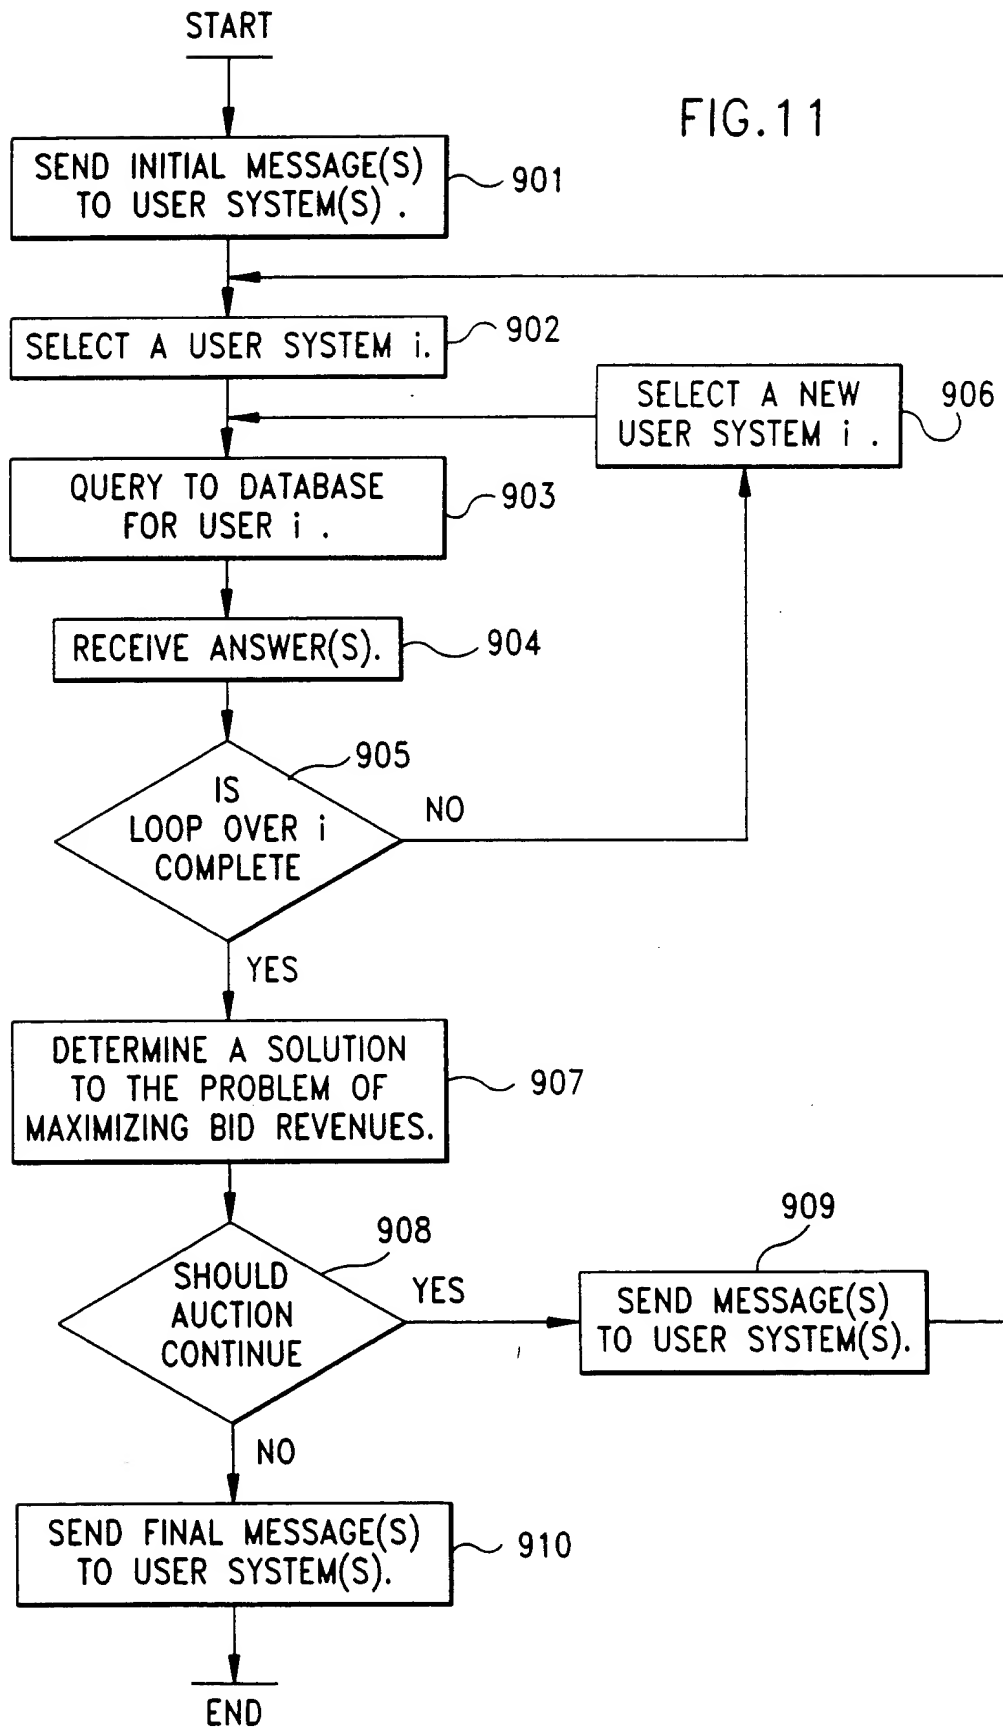 START
FIG.11
SEND INITIAL MESSAGE(S)
TO USER SYSTEM(S) .
901
SELECT A USER SYSTEM i.
902
SELECT A NEW
USER SYSTEM i .
906
QUERY TO DATABASE
FOR USER i .
903
RECEIVE ANSWER(S).
904
905
IS
LOOP OVER i
COMPLETE
NO
YES
DETERMINE A SOLUTION
TO THE PROBLEM OF
MAXIMIZING BID REVENUES.
907
908
SHOULD
AUCTION
CONTINUE
YES
909
SEND MESSAGE(S)
TO USER SYSTEM(S).
NO
SEND FINAL MESSAGE(S)
TO USER SYSTEM(S).
910
END